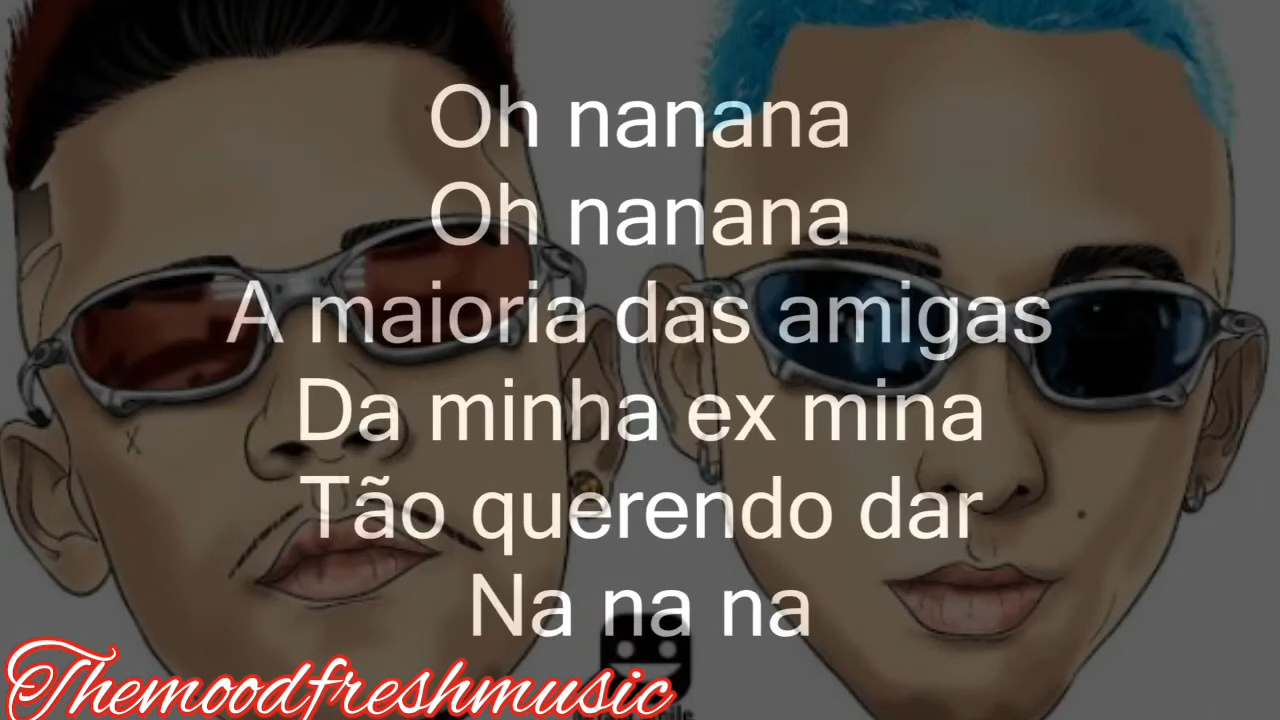 Oh nanana
Oh nanana
A maioria das amigas
Da minha ex mina
Tão querendo dar
Na na na
Themoodfreshmusic